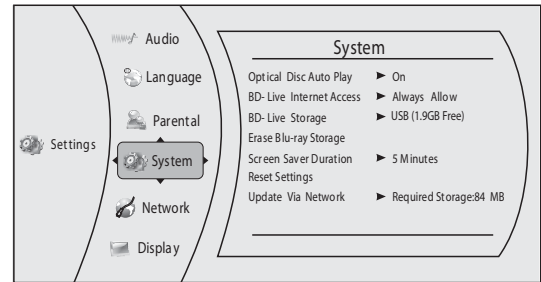 Settings
Audio
Language
Parental
System
Network
Display
System
Optical Disc Auto Play ► On
BD-Live Internet Access ► Always Allow
BD-Live Storage ► USB (1.9GB Free)
Erase Blu-ray Storage
Screen Saver Duration ► 5 Minutes
Reset Settings
Update Via Network ► Required Storage:84 MB